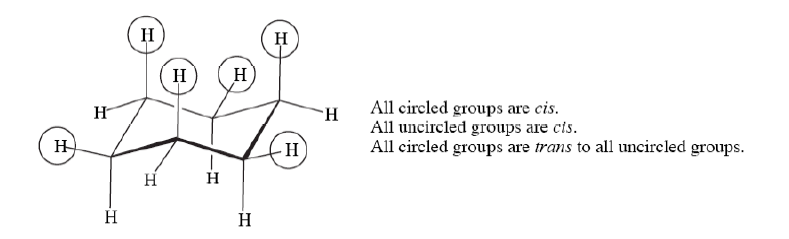 H H
H H
H H
H H
H H
H H
All circled groups are cis.
All uncircled groups are cis.
All circled groups are trans to all uncircled groups.